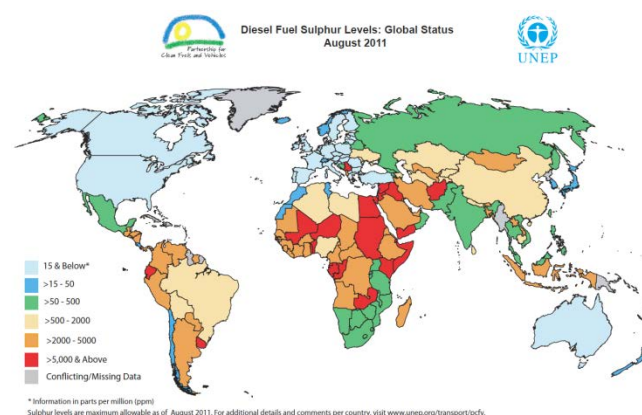 Diesel Fuel Sulphur Levels: Global Status
August 2011
Partnership for
Clean Fuels and Vehicles
UNEP
15 & Below*
>15 - 50
>50 - 500
>500 - 2000
>2000 - 5000
>5,000 & Above
Conflicting/Missing Data
* Information in parts per million (ppm)
Sulphur levels are maximum allowable as of August 2011. For additional details and comments per country, visit www.unep.org/transport/pcfv.